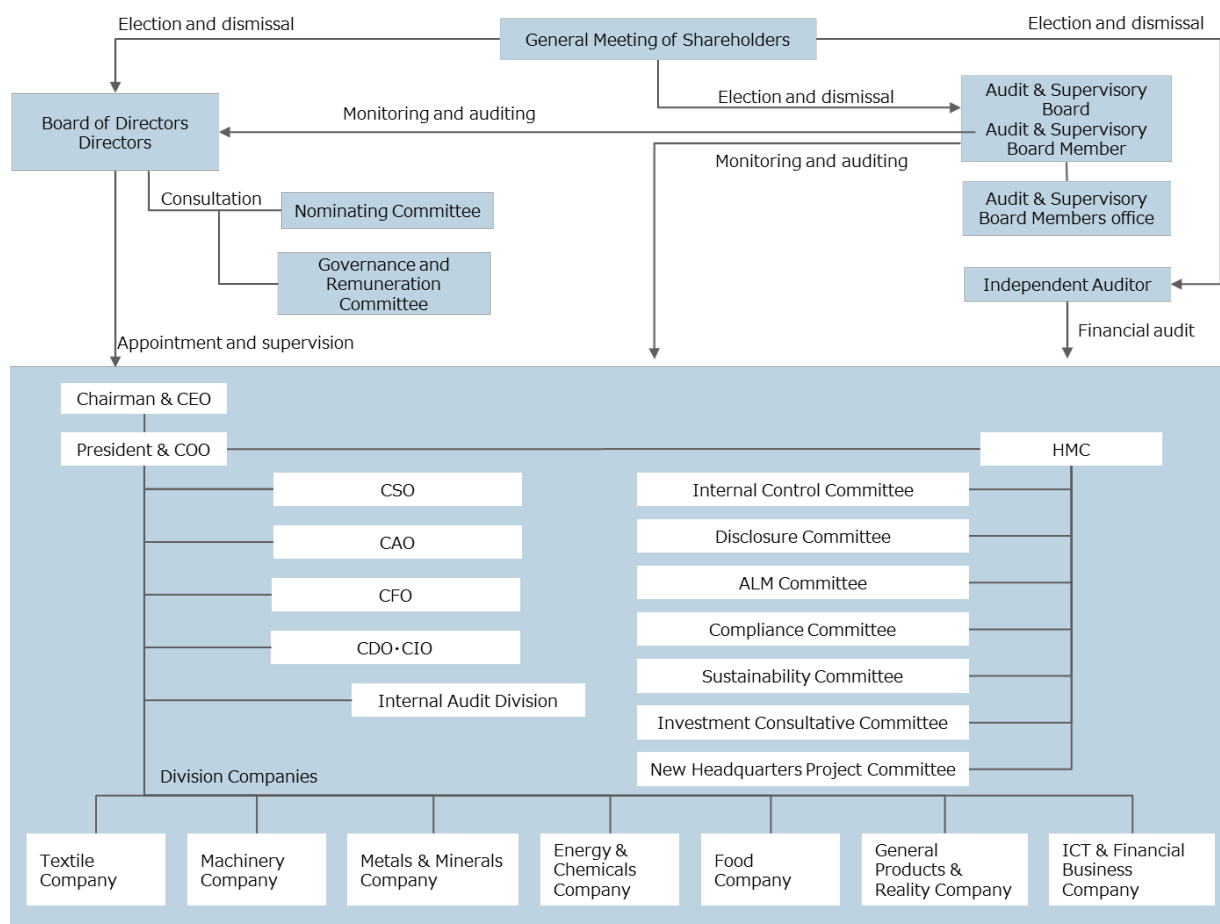 Election and dismissal
General Meeting of Shareholders
Election and dismissal
Election and dismissal
Audit & Supervisory
Board
Audit & Supervisory
Board Member
Board of Directors
Directors
Monitoring and auditing
Monitoring and auditing
Consultation
Nominating Committee
Audit & Supervisory
Board Members office
Governance and
Remuneration
Committee
Independent Auditor
Appointment and supervision
Financial audit
Chairman & CEO
President & COO
HMC
CSO
CAO
CFO
CDO・CIO
Internal Audit Division
Internal Control Committee
Disclosure Committee
ALM Committee
Compliance Committee
Sustainability Committee
Investment Consultative Committee
New Headquarters Project Committee
Division Companies
Textile
Company
Machinery
Company
Metals & Minerals
Company
Energy &
Chemicals
Company
Food
Company
General
Products &
Reality Company
ICT & Financial
Business
Company